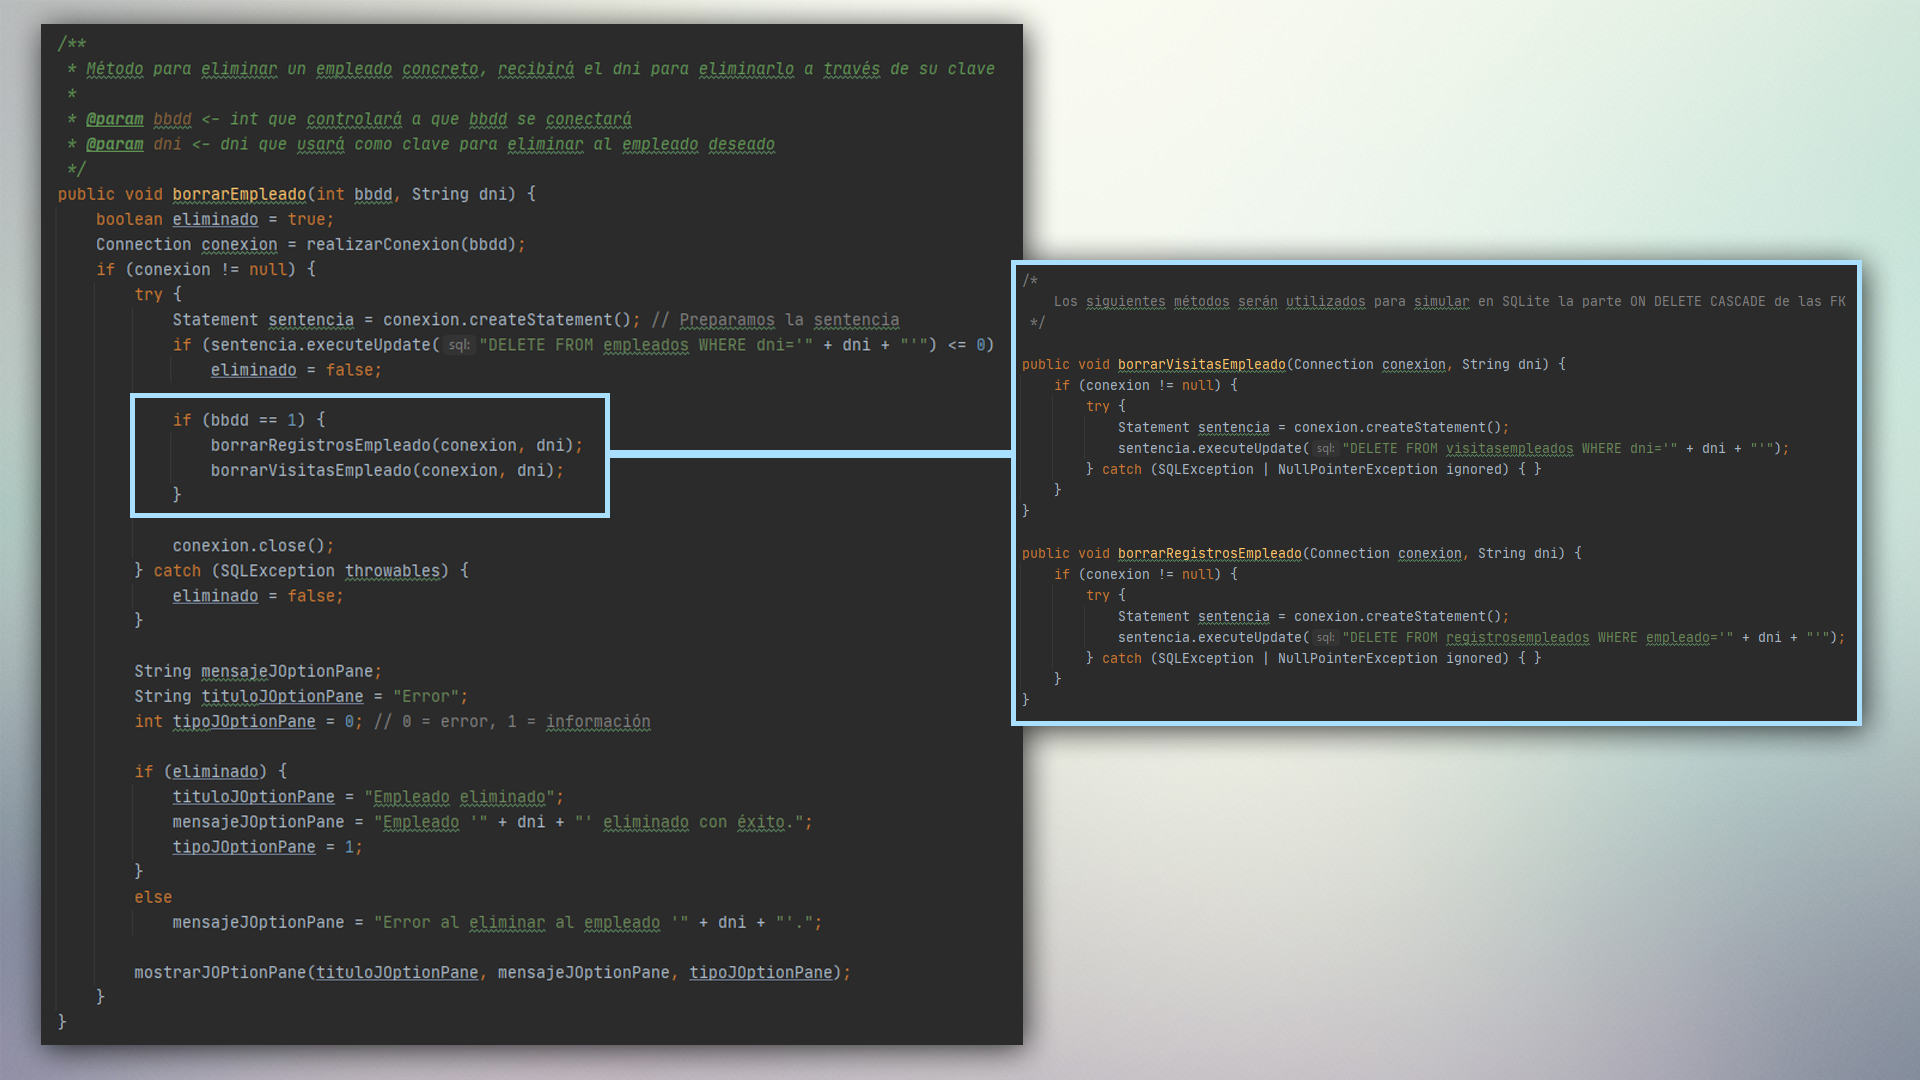 /**
 * Método para eliminar un empleado concreto, recibirá el dni para eliminarlo a través de su clave
 *
 * @param bbdd <- int que controlará a que bbdd se conectará
 * @param dni <- dni que usará como clave para eliminar al empleado deseado
 */
public void borrarEmpleado(int bbdd, String dni) {
    boolean eliminado = true;
    Connection conexion = realizarConexion(bbdd);
    if (conexion != null) {
        try {
            Statement sentencia = conexion.createStatement(); // Preparamos la sentencia
            if (sentencia.executeUpdate( sql: "DELETE FROM empleados WHERE dni='" + dni + "'") <= 0)
                eliminado = false;
            if (bbdd == 1) {
                borrarRegistrosEmpleado(conexion, dni);
                borrarVisitasEmpleado(conexion, dni);
            }
            conexion.close();
        } catch (SQLException throwables) {
            eliminado = false;
        }
        String mensajeJOptionPane;
        String tituloJOptionPane = "Error";
        int tipoJOptionPane = 0; // 0 = error, 1 = información
        if (eliminado) {
            tituloJOptionPane = "Empleado eliminado";
            mensajeJOptionPane = "Empleado '" + dni + "' eliminado con éxito.";
            tipoJOptionPane = 1;
        }
        else
            mensajeJOptionPane = "Error al eliminar al empleado '" + dni + "'.";
        mostrarJOPtionPane(tituloJOptionPane, mensajeJOptionPane, tipoJOptionPane);
    }
}
/*
    Los siguientes métodos serán utilizados para simular en SQLite la parte ON DELETE CASCADE de las FK
 */
public void borrarVisitasEmpleado(Connection conexion, String dni) {
    if (conexion != null) {
        try {
            Statement sentencia = conexion.createStatement();
            sentencia.executeUpdate( sql: "DELETE FROM visitasempleados WHERE dni='" + dni + "'");
        } catch (SQLException | NullPointerException ignored) { }
    }
}
public void borrarRegistrosEmpleado(Connection conexion, String dni) {
    if (conexion != null) {
        try {
            Statement sentencia = conexion.createStatement();
            sentencia.executeUpdate( sql: "DELETE FROM registrosempleados WHERE empleado='" + dni + "'");
        } catch (SQLException | NullPointerException ignored) { }
    }
}